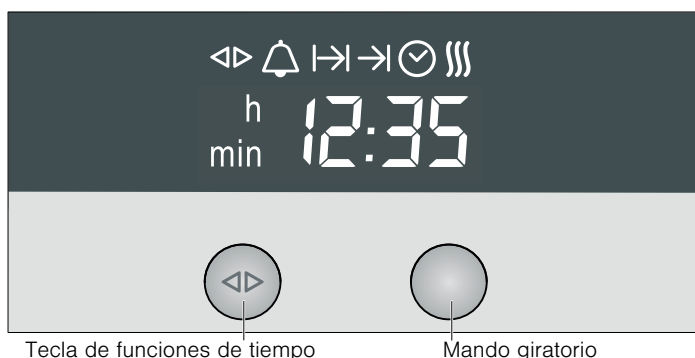 h
12:35
min
Tecla de funciones de tiempo
Mando giratorio